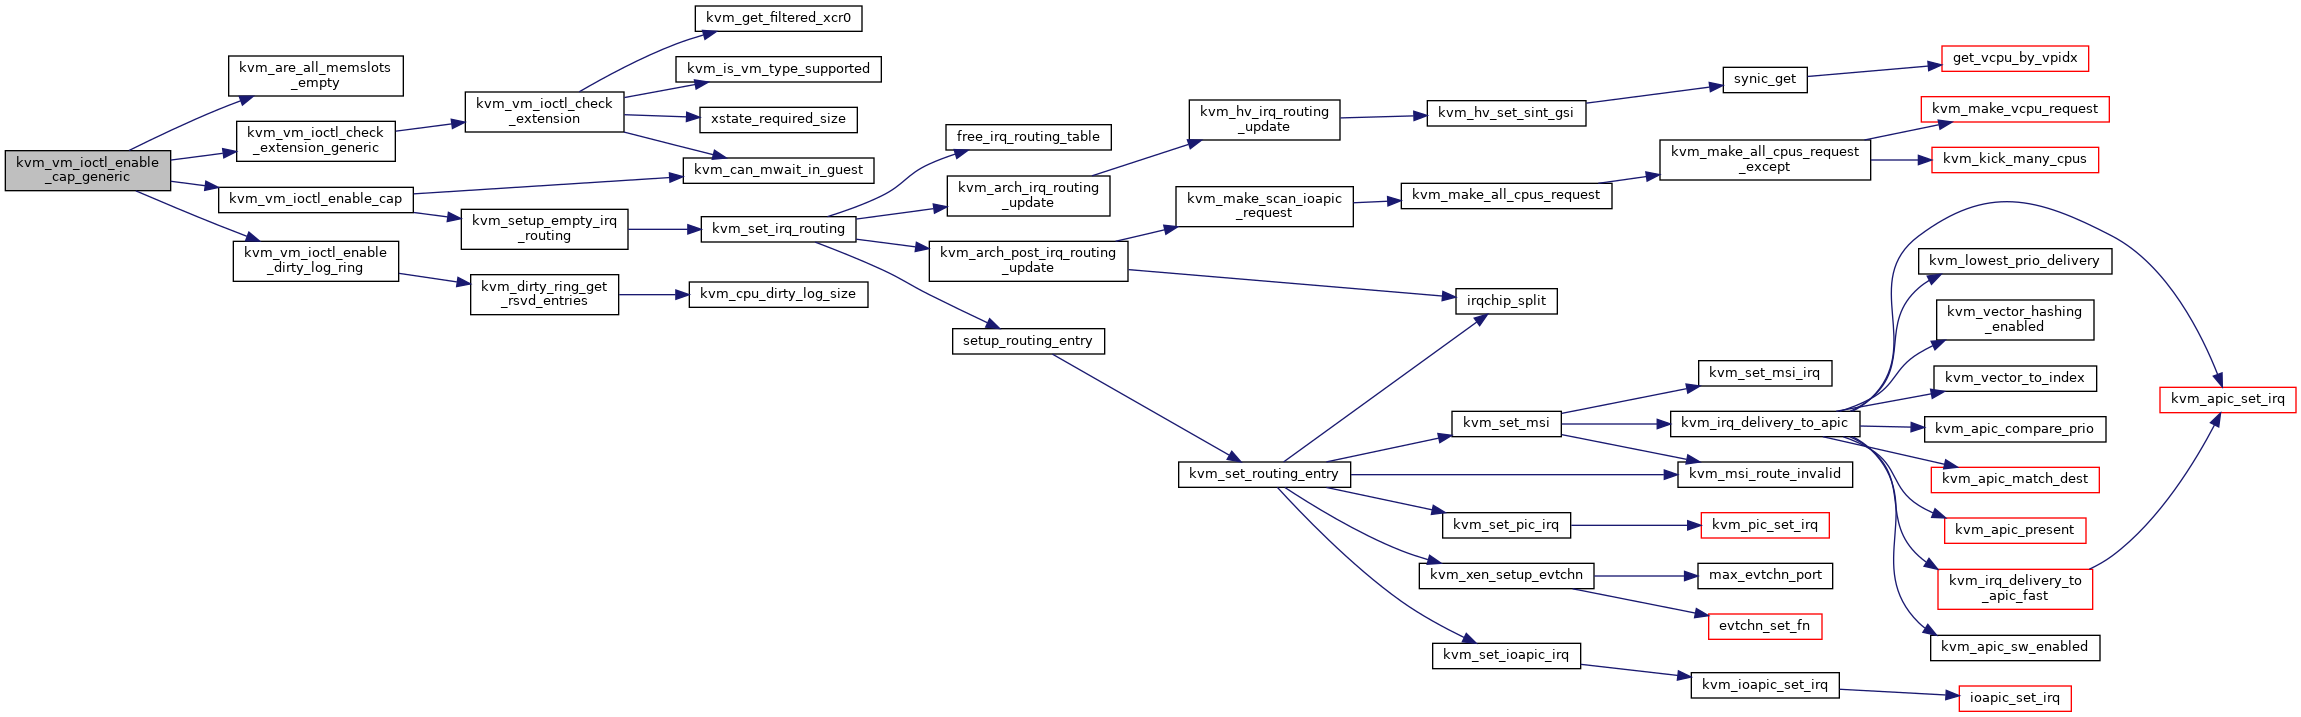 kvm_vm_ioctl_enable
_cap_generic
kvm_are_all_memslots
_empty
kvm_vm_ioctl_check
_extension_generic
kvm_vm_ioctl_enable_cap
kvm_vm_ioctl_enable
_dirty_log_ring
kvm_vm_ioctl_check
_extension
kvm_setup_empty_irq
_routing
kvm_dirty_ring_get
_rsvd_entries
kvm_get_filtered_xcr0
kvm_is_vm_type_supported
xstate_required_size
kvm_can_mwait_in_guest
kvm_set_irq_routing
kvm_cpu_dirty_log_size
free_irq_routing_table
kvm_arch_irq_routing
_update
kvm_arch_post_irq_routing
_update
setup_routing_entry
kvm_hv_irq_routing
_update
kvm_make_scan_ioapic
_request
kvm_set_routing_entry
kvm_hv_set_sint_gsi
kvm_make_all_cpus_request
irqchip_split
kvm_set_msi
kvm_set_pic_irq
kvm_xen_setup_evtchn
kvm_set_ioapic_irq
synic_get
kvm_make_all_cpus_request
_except
kvm_set_msi_irq
kvm_irq_delivery_to_apic
kvm_msi_route_invalid
kvm_pic_set_irq
max_evtchn_port
evtchn_set_fn
kvm_ioapic_set_irq
get_vcpu_by_vpidx
kvm_make_vcpu_request
kvm_kick_many_cpus
kvm_lowest_prio_delivery
kvm_vector_hashing
_enabled
kvm_vector_to_index
kvm_apic_compare_prio
kvm_apic_match_dest
kvm_apic_present
kvm_irq_delivery_to
_apic_fast
kvm_apic_sw_enabled
ioapic_set_irq
kvm_apic_set_irq